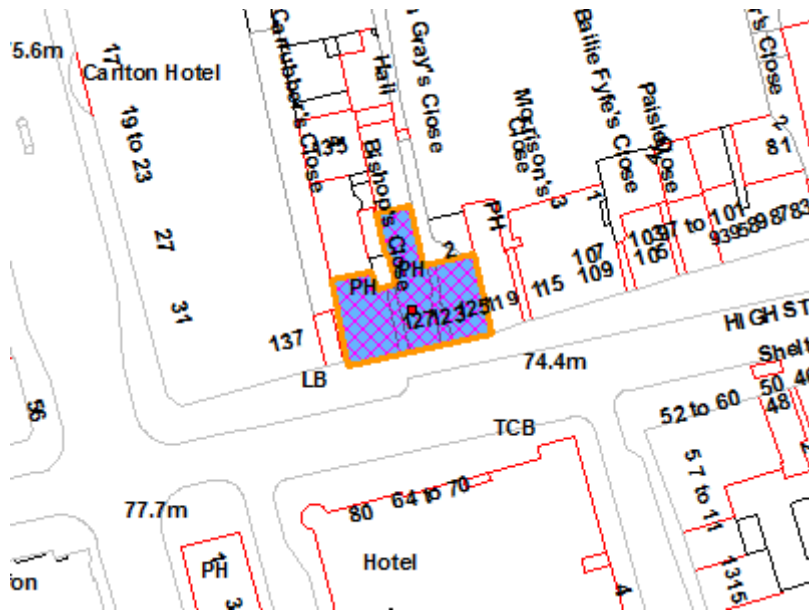 75.6m
17
Carlton Hotel
19 to 23
27
31
Carrubber's Close
Hall
Gray's Close
135
Bishop's Close
Morrison's Close
Bailie Fyfe's Close
Paisley Close
2
81
PH
3
1
2
PH
PH
127
123
125
119
115
107
109
103
105
97 to 101
93
95
89
87
83
137
LB
74.4m
HIGH ST
Shelt
50
48
52 to 60
TCB
56
77.7m
80
64 to 70
5
7 to 11
Hotel
PH
1
3
on
4
13
15